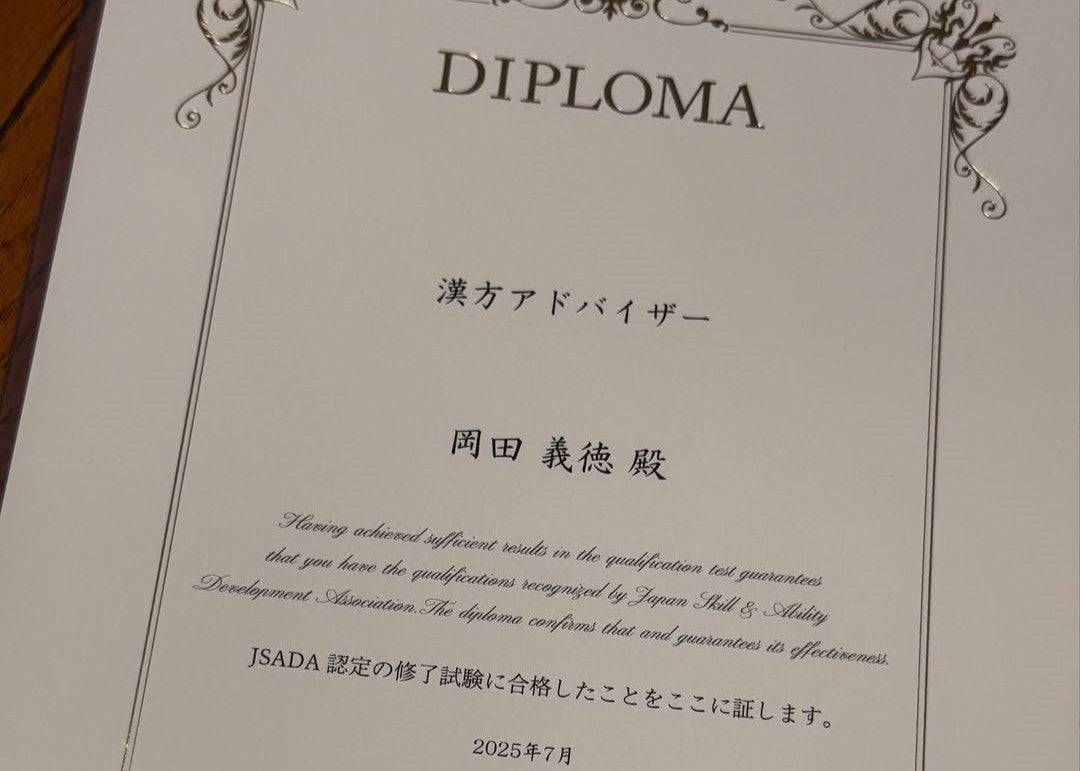 DIPLOMA
漢方アドバイザー
岡田 義徳 殿
Having achieved sufficient results in the qualification test guarantees
that you have the qualifications recognized by Japan Skill & Ability
Development Association.The diploma confirms that and guarantees its effectiveness.
JSADA 認定の修了試験に合格したことをここに証します。
2025年7月